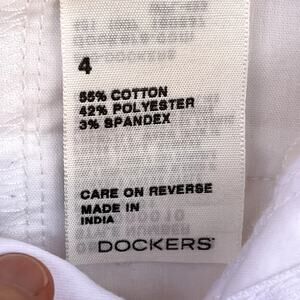 4
55% COTTON
42% POLYESTER
3% SPANDEX
CARE ON REVERSE
MADE IN
INDIA
DOCKERS®